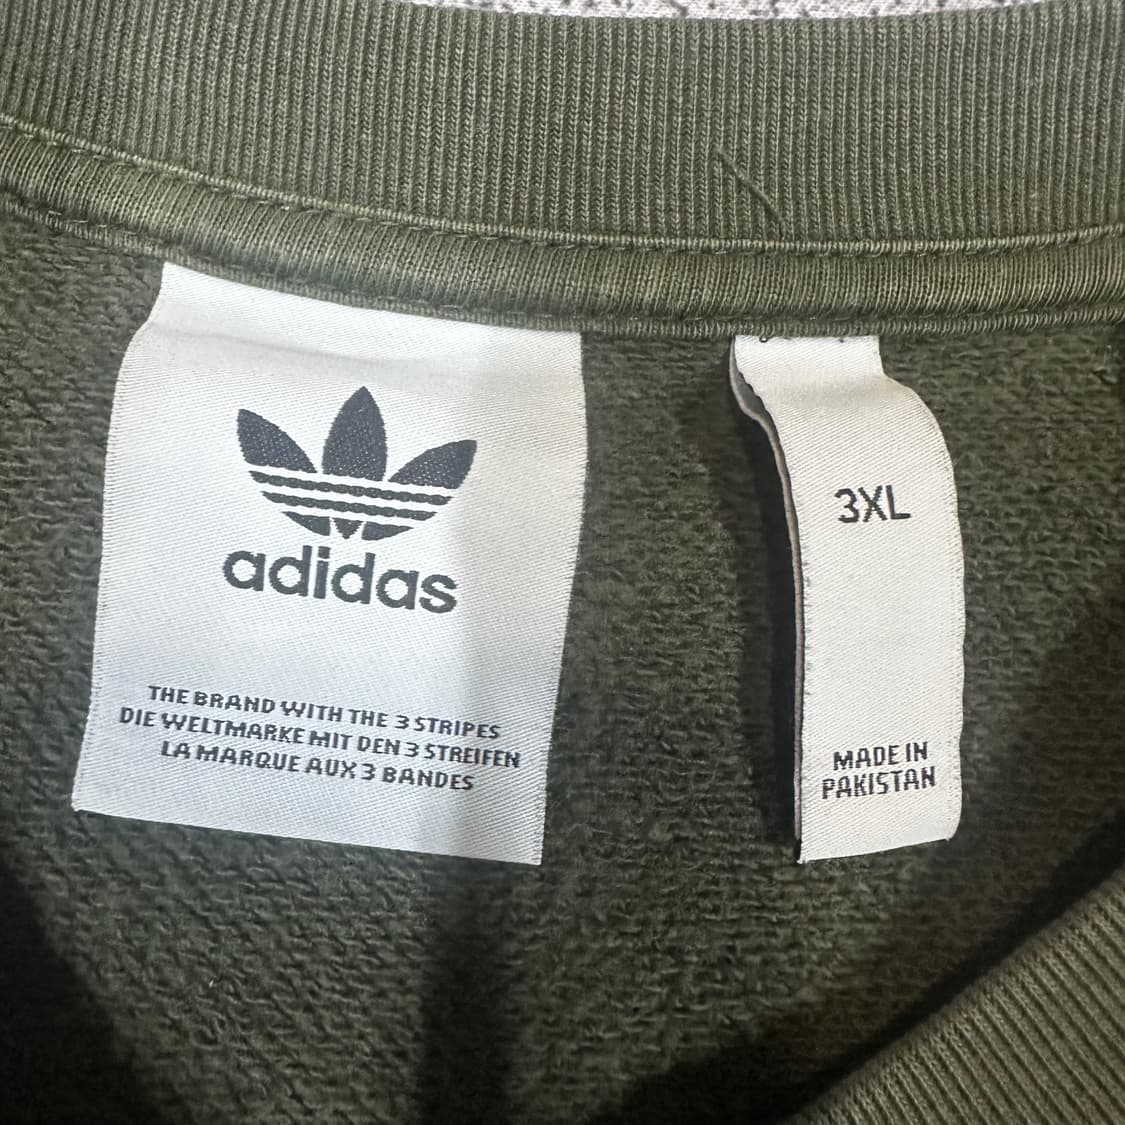 adidas
THE BRAND WITH THE 3 STRIPES
DIE WELTMARKE MIT DEN 3 STREIFEN
LA MARQUE AUX 3 BANDES
3XL
MADE IN
PAKISTAN